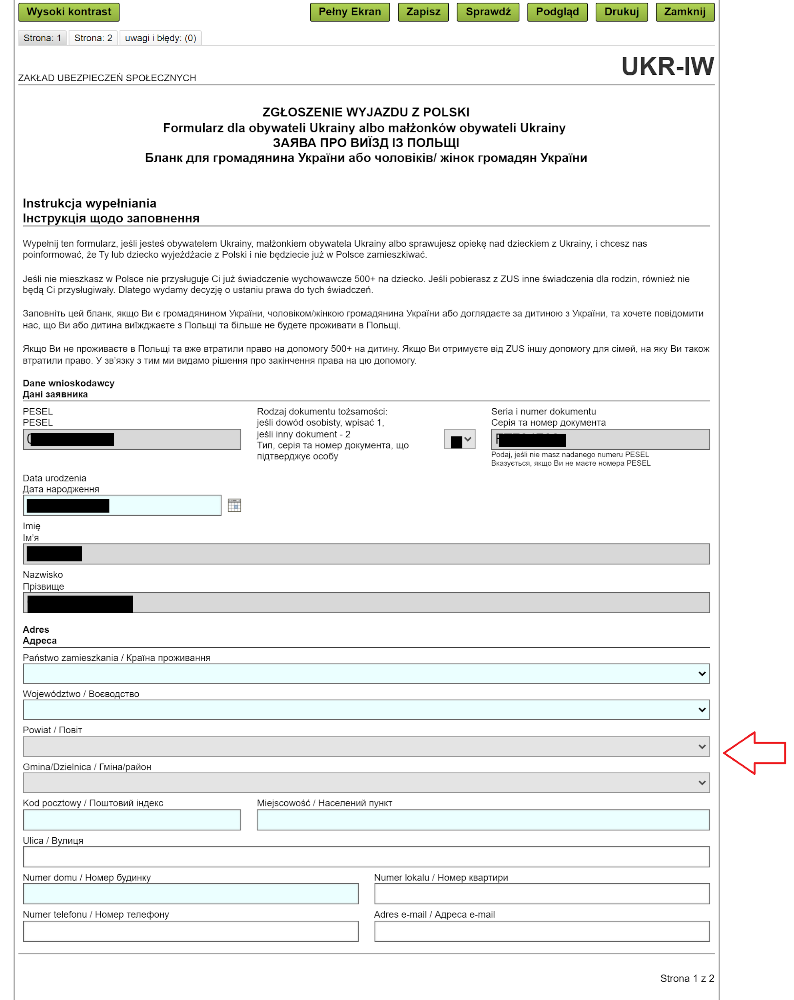 Wysoki kontrast
Pełny Ekran
Zapisz
Sprawdź
Podgląd
Drukuj
Zamknij
Strona: 1
Strona: 2
uwagi i błędy: (0)
UKR-IW
ZAKŁAD UBEZPIECZEŃ SPOŁECZNYCH
ZGŁOSZENIE WYJAZDU Z POLSKI
Formularz dla obywateli Ukrainy albo małżonków obywateli Ukrainy
ЗАЯВА ПРО ВИЇЗД ІЗ ПОЛЬЩІ
Бланк для громадянина України або чоловіків/ жінок громадян України
Instrukcja wypełniania
Інструкція щодо заповнення
Wypełnij ten formularz, jeśli jesteś obywatelem Ukrainy, małżonkiem obywatela Ukrainy albo sprawujesz opiekę nad dzieckiem z Ukrainy, i chcesz nas
poinformować, że Ty lub dziecko wyjeżdżacie z Polski i nie będziecie już w Polsce zamieszkiwać.
Jeśli nie mieszkasz w Polsce nie przysługuje Ci już świadczenie wychowawcze 500+ na dziecko. Jeśli pobierasz z ZUS inne świadczenia dla rodzin, również nie
będą Ci przysługiwały. Dlatego wydamy decyzję o ustaniu prawa do tych świadczeń.
Заповніть цей бланк, якщо Ви є громадянином України, чоловіком/жінкою громадянина України або доглядаєте за дитиною з України, та хочете повідомити
нас, що Ви або дитина виїжджаєте з Польщі та більше не будете проживати в Польщі.
Якщо Ви не проживаєте в Польщі та вже втратили право на допомогу 500+ на дитину. Якщо Ви отримуєте від ZUS іншу допомогу для сімей, на яку Ви також
втратили право. У зв’язку з тим ми видамо рішення про закінчення права на цю допомогу.
Dane wnioskodawcy
Дані заявника
PESEL
PESEL
Rodzaj dokumentu tożsamości:
jeśli dowód osobisty, wpisać 1,
jeśli inny dokument - 2
Тип, серія та номер документа, що
підтверджує особу
Seria i numer dokumentu
Серія та номер документа
Podaj, jeśli nie masz nadanego numeru PESEL
Вказується, якщо Ви не маєте номера PESEL
Data urodzenia
Дата народження
Imię
Ім’я
Nazwisko
Прізвище
Adres
Адреса
Państwo zamieszkania / Країна проживання
Województwo / Воєводство
Powiat / Повіт
Gmina/Dzielnica / Гміна/район
Kod pocztowy / Поштовий індекс
Miejscowość / Населений пункт
Ulica / Вулиця
Numer domu / Номер будинку
Numer lokalu / Номер квартири
Numer telefonu / Номер телефону
Adres e-mail / Адреса e-mail
Strona 1 z 2